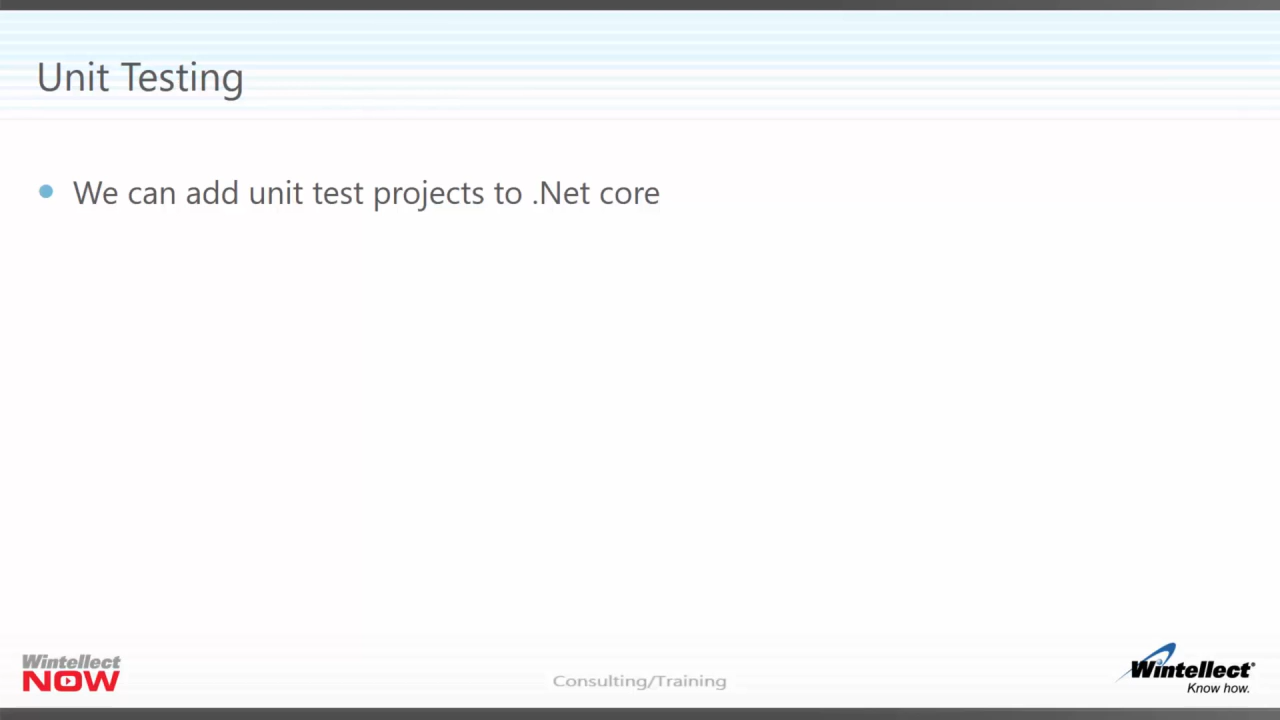 Unit Testing
We can add unit test projects to .Net core
Wintellect
NOW
Consulting/Training
Wintellect®
Know how.